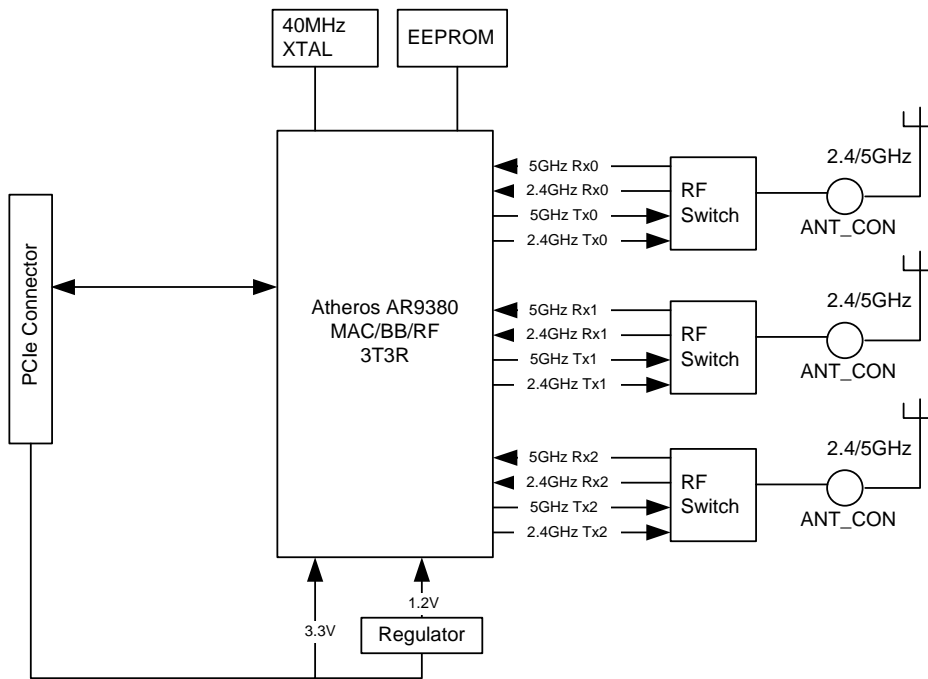 40MHz
XTAL
EEPROM
PCIe Connector
Atheros AR9380
MAC/BB/RF
3T3R
5GHz Rx0
2.4GHz Rx0
5GHz Tx0
2.4GHz Tx0
RF
Switch
2.4/5GHz
ANT_CON
5GHz Rx1
2.4GHz Rx1
5GHz Tx1
2.4GHz Tx1
RF
Switch
2.4/5GHz
ANT_CON
5GHz Rx2
2.4GHz Rx2
5GHz Tx2
2.4GHz Tx2
RF
Switch
2.4/5GHz
ANT_CON
3.3V
1.2V
Regulator